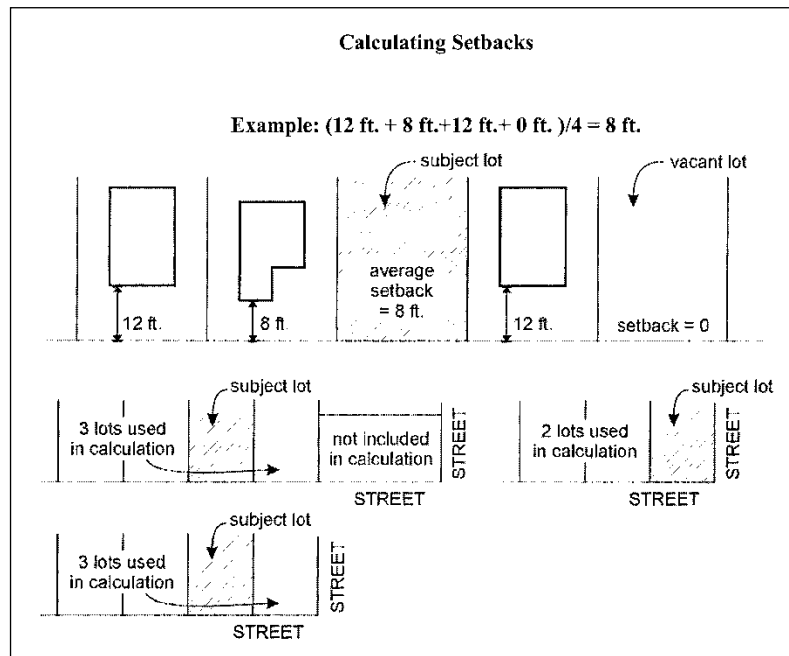 Calculating Setbacks
Example: (12 ft. + 8 ft.+12 ft.+ 0 ft. )/4 = 8 ft.
subject lot
vacant lot
average
setback
= 8 ft.
12 ft.
8 ft.
12 ft.
setback = 0
subject lot
3 lots used
in calculation
not included
in calculation
STREET
STREET
subject lot
2 lots used
in calculation
STREET
STREET
subject lot
3 lots used
in calculation
STREET
STREET